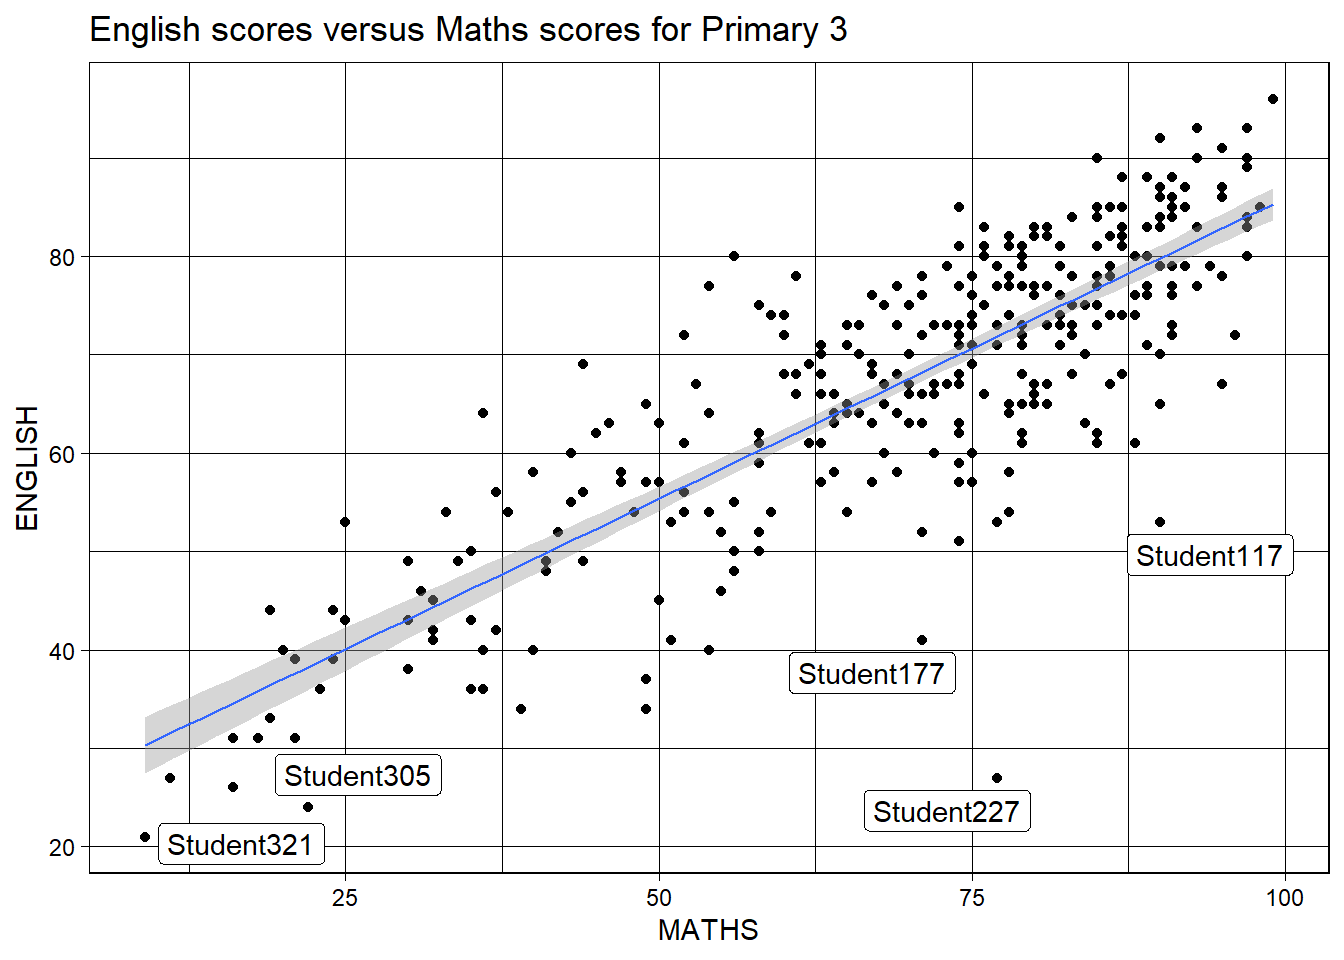 English scores versus Maths scores for Primary 3
ENGLISH
80
60
40
20
Student117
Student177
Student305
Student227
Student321
25 50 75 100
MATHS